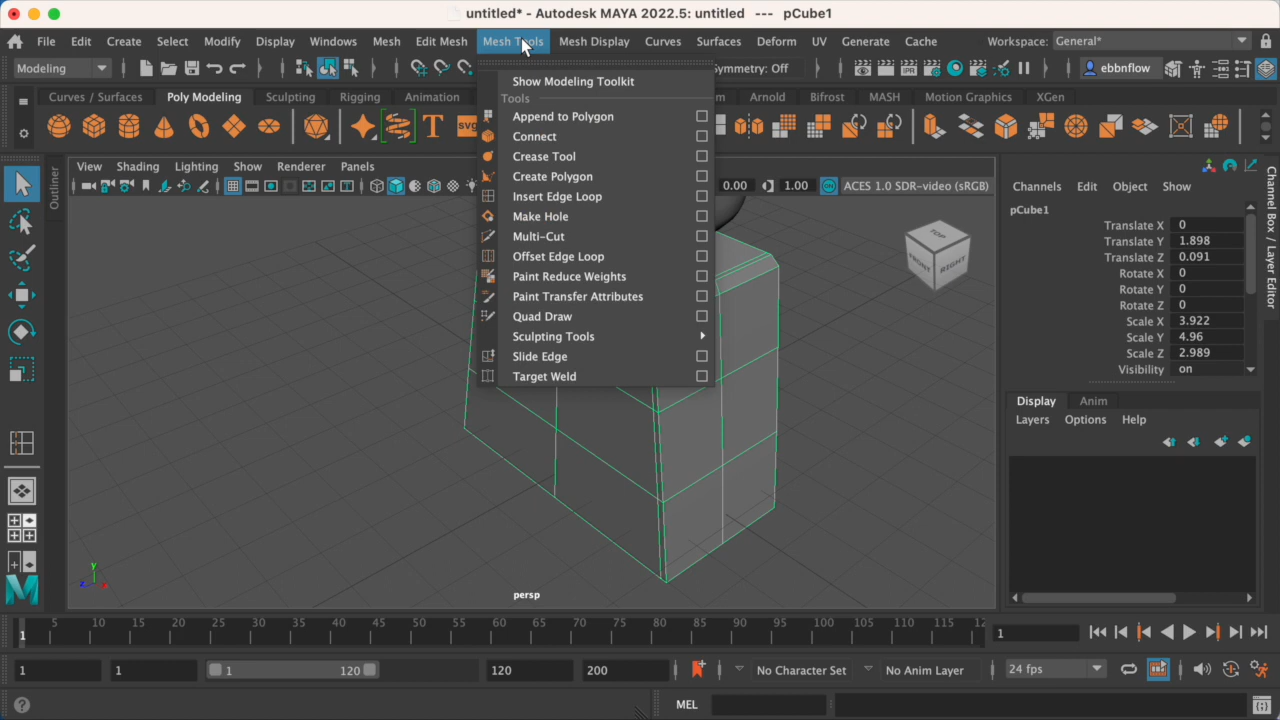 untitled* - Autodesk MAYA 2022.5: untitled --- pCube1
File Edit Create Select Modify Display Windows Mesh Edit Mesh Mesh Tools Mesh Display Curves Surfaces Deform UV Generate Cache Workspace: General*
Modeling Symmetry: Off IPR ebbnflow
Curves / Surfaces Poly Modeling Sculpting Rigging Animation Arnold Bifrost MASH Motion Graphics XGen
SVG
View Shading Lighting Show Renderer Panels
0.00 1.00 ACES 1.0 SDR-video (sRGB)
Outliner
Show Modeling Toolkit
Tools
Append to Polygon
Connect
Crease Tool
Create Polygon
Insert Edge Loop
Make Hole
Multi-Cut
Offset Edge Loop
Paint Reduce Weights
Paint Transfer Attributes
Quad Draw
Sculpting Tools
Slide Edge
Target Weld
TOP
FRONT
RIGHT
Channels Edit Object Show
pCube1
Translate X 0
Translate Y 1.898
Translate Z 0.091
Rotate X 0
Rotate Y 0
Rotate Z 0
Scale X 3.922
Scale Y 4.96
Scale Z 2.989
Visibility on
Display Anim
Layers Options Help
Channel Box / Layer Editor
y
z x
persp
1 5 10 15 20 25 30 35 40 45 50 55 60 65 70 75 80 85 90 95 100 105 110 115 12
1
1 1 1 120 120 200 No Character Set No Anim Layer 24 fps
MEL